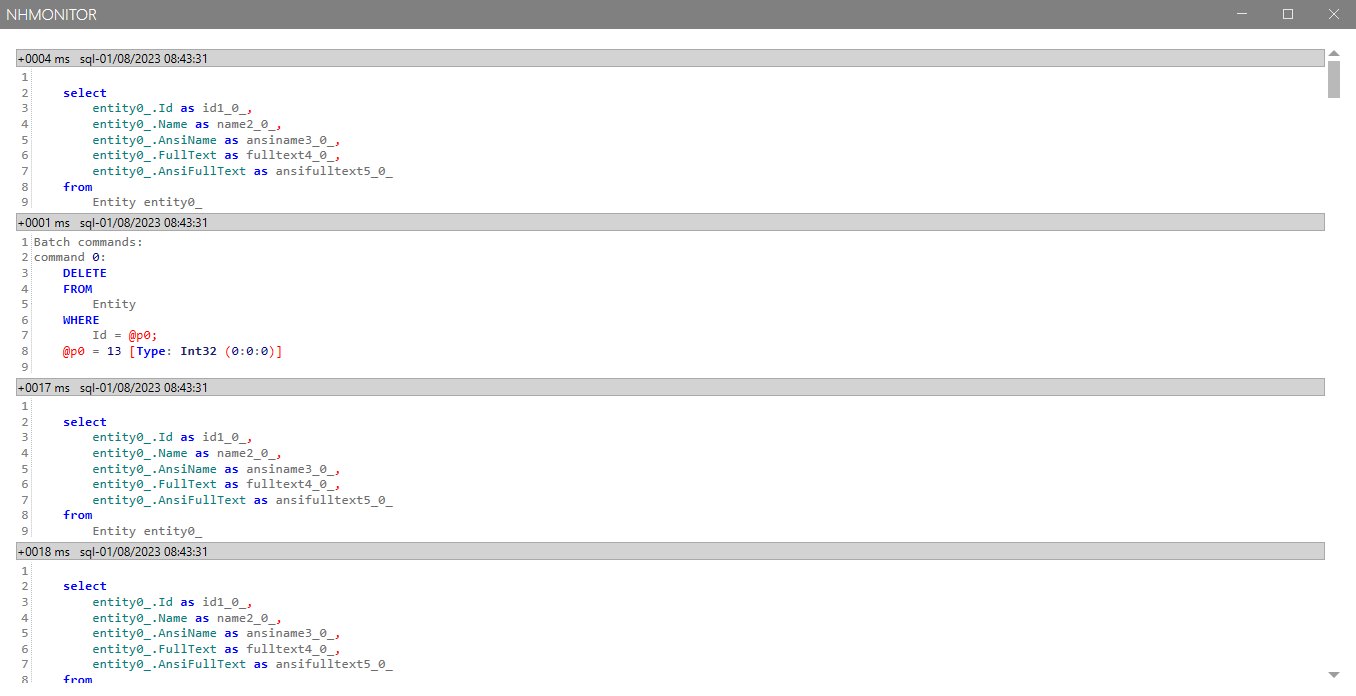 NHMONITOR
+0004 ms   sql-01/08/2023 08:43:31
1
2    select
3        entity0_.Id as id1_0_,
4        entity0_.Name as name2_0_,
5        entity0_.AnsiName as ansiname3_0_,
6        entity0_.FullText as fulltext4_0_,
7        entity0_.AnsiFullText as ansifulltext5_0_
8    from
9        Entity entity0_
+0001 ms   sql-01/08/2023 08:43:31
1 Batch commands:
2 command 0:
3    DELETE
4    FROM
5        Entity
6    WHERE
7        Id = @p0;
8    @p0 = 13 [Type: Int32 (0:0:0)]
9
+0017 ms   sql-01/08/2023 08:43:31
1
2    select
3        entity0_.Id as id1_0_,
4        entity0_.Name as name2_0_,
5        entity0_.AnsiName as ansiname3_0_,
6        entity0_.FullText as fulltext4_0_,
7        entity0_.AnsiFullText as ansifulltext5_0_
8    from
9        Entity entity0_
+0018 ms   sql-01/08/2023 08:43:31
1
2    select
3        entity0_.Id as id1_0_,
4        entity0_.Name as name2_0_,
5        entity0_.AnsiName as ansiname3_0_,
6        entity0_.FullText as fulltext4_0_,
7        entity0_.AnsiFullText as ansifulltext5_0_
8    from